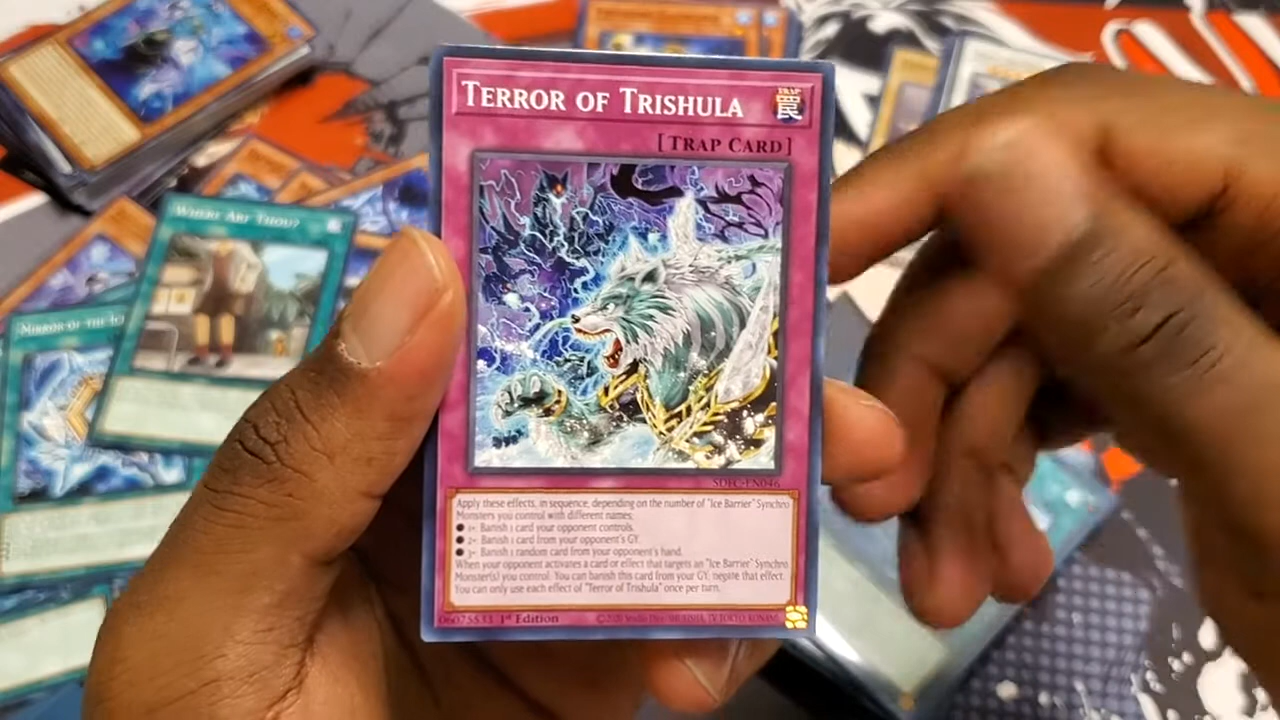 TERROR OF TRISHULA
TRAP
罠
[TRAP CARD]
SDFC-EN046
Apply these effects, in sequence, depending on the number of "Ice Barrier" Synchro
Monsters you control with different names.
● 1+: Banish 1 card your opponent controls.
● 2+: Banish 1 card from your opponent's GY.
● 3+: Banish 1 random card from your opponent's hand.
When your opponent activates a card or effect that targets an "Ice Barrier" Synchro
Monster(s) you control: You can banish this card from your GY; negate that effect.
You can only use each effect of "Terror of Trishula" once per turn.
06075533
1st Edition
WHERE ART THOU?
MIRROR OF THE IC